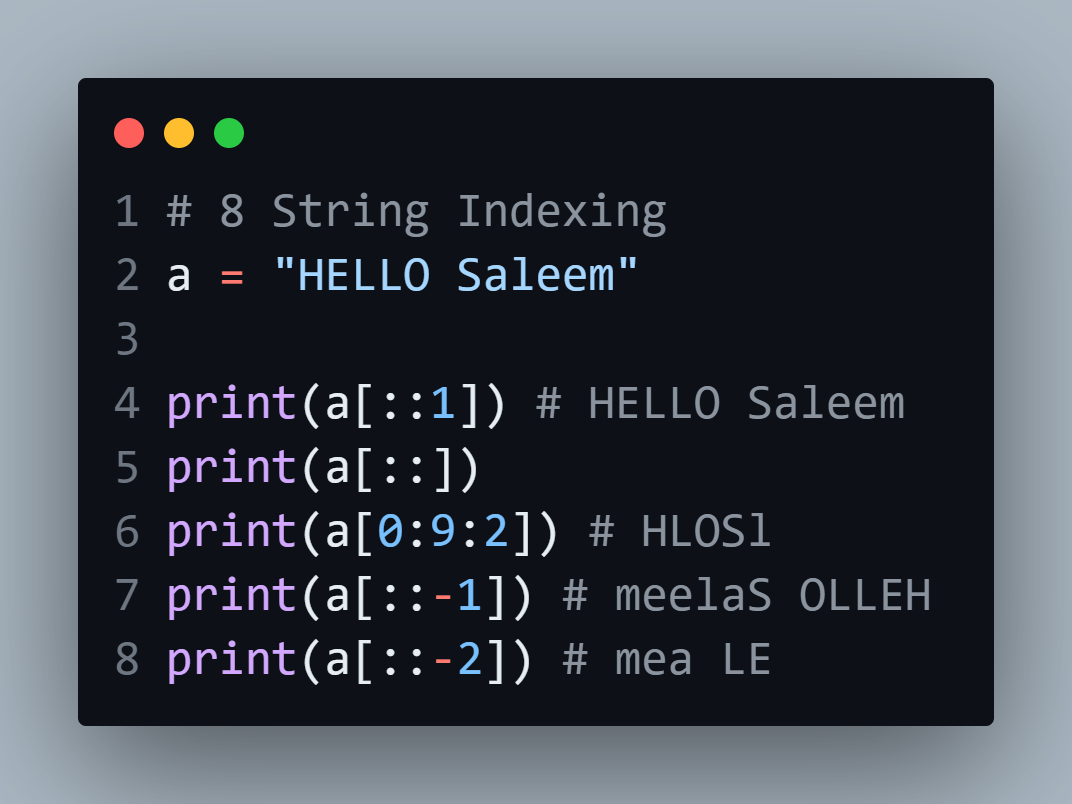 1 # 8 String Indexing
2 a = "HELLO Saleem"
3
4 print(a[::1]) # HELLO Saleem
5 print(a[::])
6 print(a[0:9:2]) # HLOSl
7 print(a[::-1]) # meelaS OLLEH
8 print(a[::-2]) # mea LE